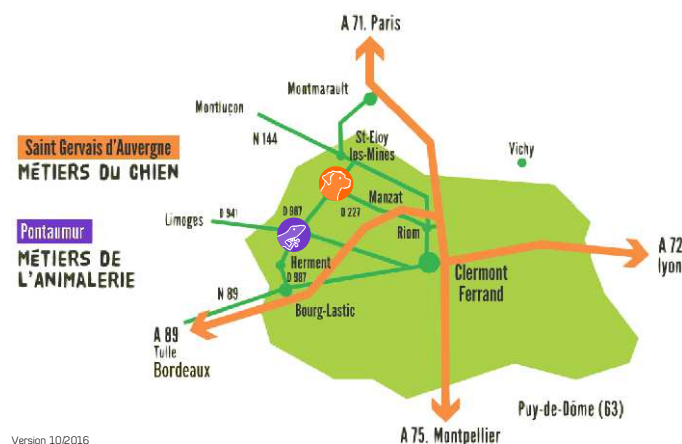 A 71. Paris
Montmarault
Montluçon
N 144
St-Eloy
les-Mines
Vichy
Saint Gervais d'Auvergne
MÉTIERS DU CHIEN
Manzat
D 941
D 987
D 227
Limoges
Riom
Pontaumur
MÉTIERS DE
L'ANIMALERIE
Herment
D 987
A 72
lyon
Clermont
Ferrand
N 89
Bourg-Lastic
A 89
Tulle
Bordeaux
Puy-de-Dôme (63)
A 75. Montpellier
Version 10/2016